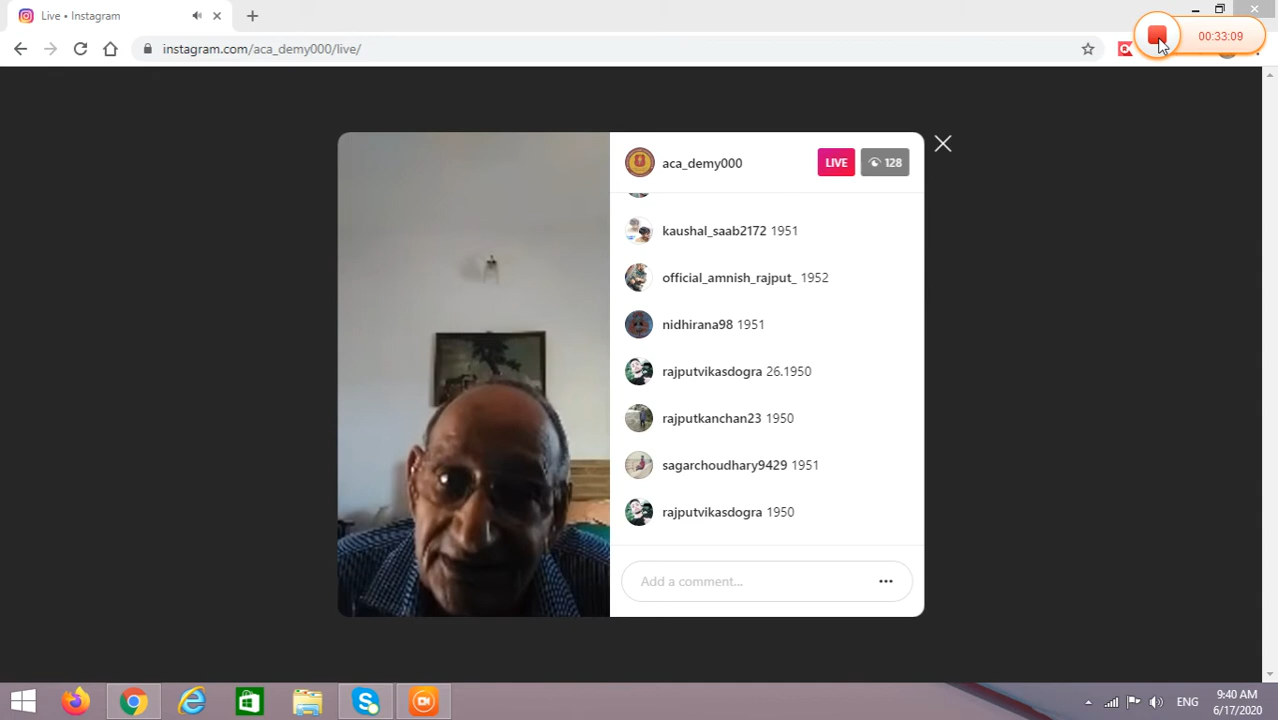 Live • Instagram
00:33:09
instagram.com/aca_demy000/live/
aca_demy000
LIVE
128
kaushal_saab2172 1951
official_amnish_rajput_ 1952
nidhirana98 1951
rajputvikasdogra 26.1950
rajputkanchan23 1950
sagarchoudhary9429 1951
rajputvikasdogra 1950
Add a comment...
ENG
9:40 AM
6/17/2020